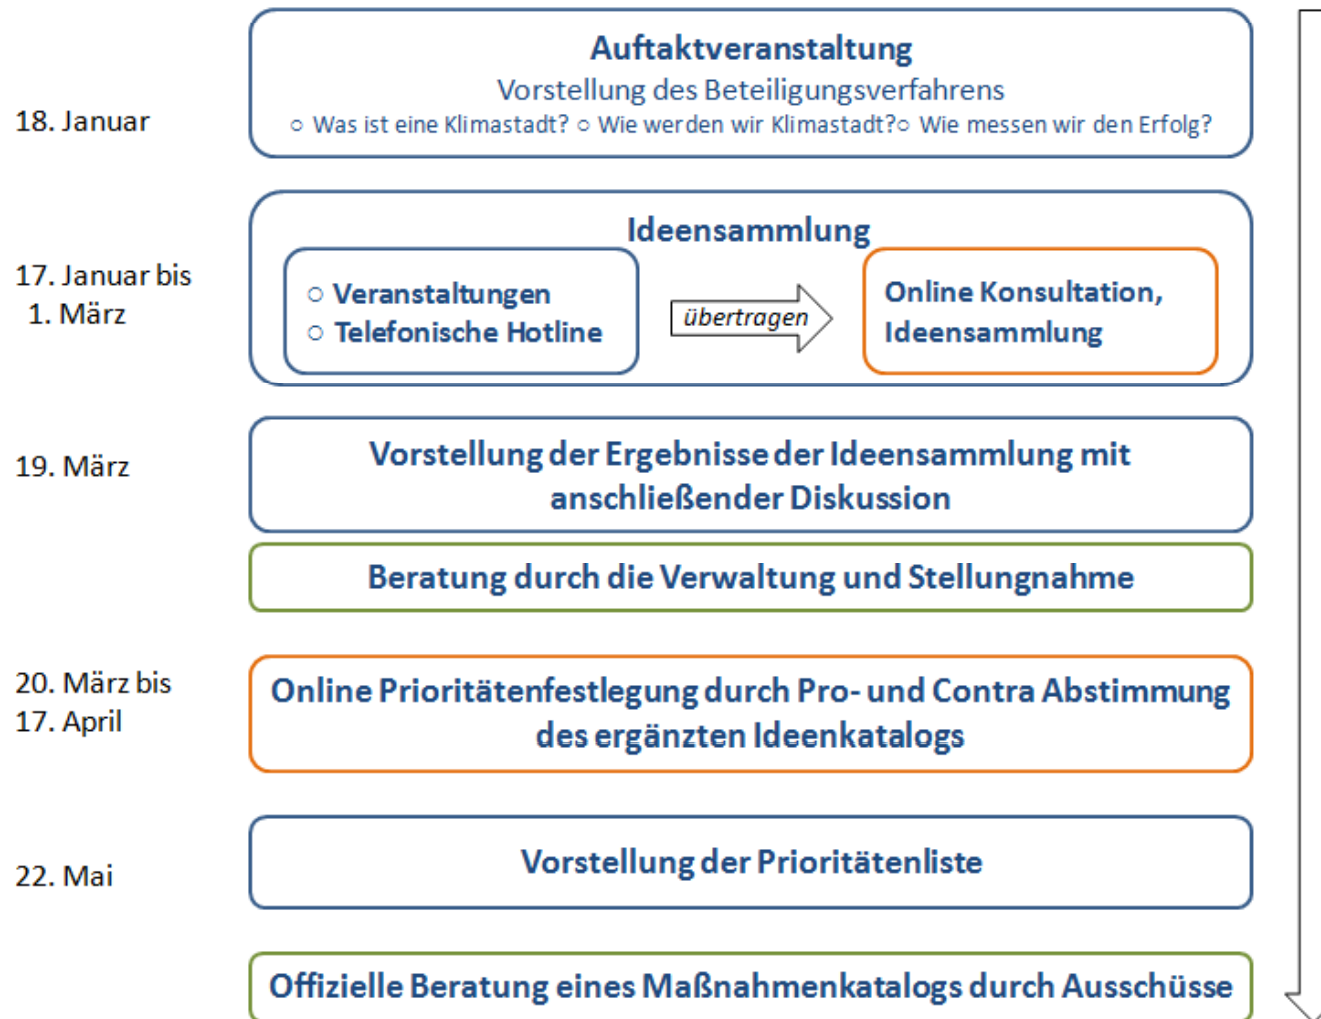 Auftaktveranstaltung
Vorstellung des Beteiligungsverfahrens
18. Januar
○ Was ist eine Klimastadt? ○ Wie werden wir Klimastadt?○ Wie messen wir den Erfolg?
Ideensammlung
17. Januar bis
1. März
○ Veranstaltungen
○ Telefonische Hotline
übertragen
Online Konsultation,
Ideensammlung
19. März
Vorstellung der Ergebnisse der Ideensammlung mit
anschließender Diskussion
Beratung durch die Verwaltung und Stellungnahme
20. März bis
17. April
Online Prioritätenfestlegung durch Pro- und Contra Abstimmung
des ergänzten Ideenkatalogs
22. Mai
Vorstellung der Prioritätenliste
Offizielle Beratung eines Maßnahmenkatalogs durch Ausschüsse